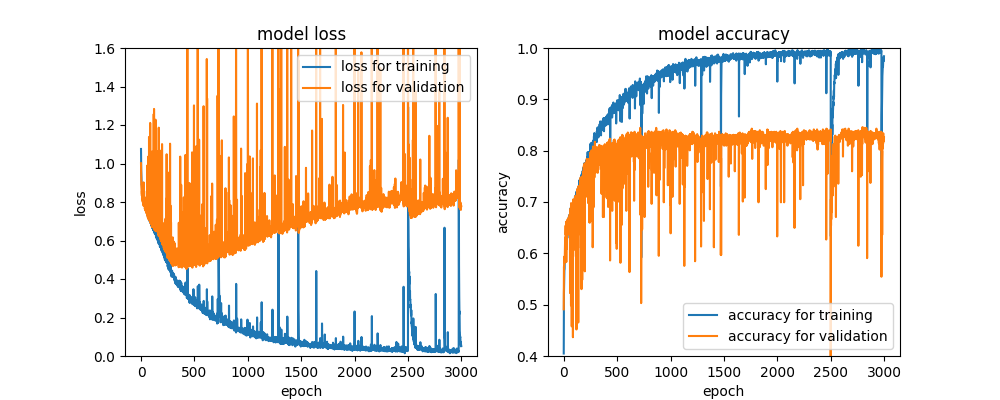 model loss
loss
1.6
1.4
1.2
1.0
0.8
0.6
0.4
0.2
0.0
loss for training
loss for validation
0 500 1000 1500 2000 2500 3000
epoch
model accuracy
accuracy
1.0
0.9
0.8
0.7
0.6
0.5
0.4
accuracy for training
accuracy for validation
0 500 1000 1500 2000 2500 3000
epoch